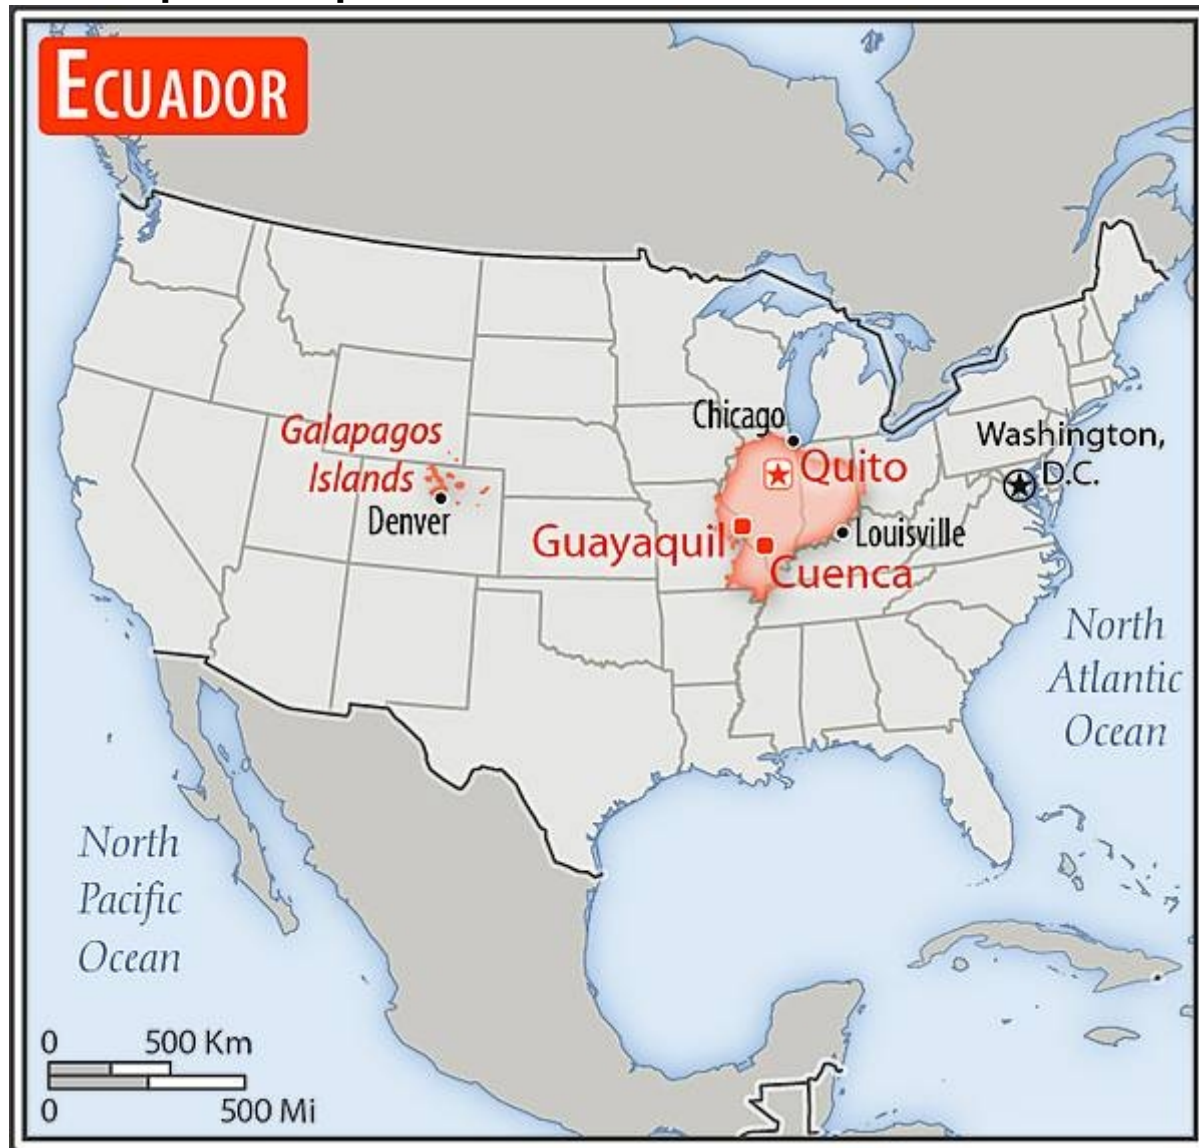 ECUADOR
Chicago
Quito
Washington,
D.C.
Galapagos
Islands
Denver
Guayaquil
Louisville
Cuenca
North
Atlantic
Ocean
North
Pacific
Ocean
0 500 Km
0 500 Mi